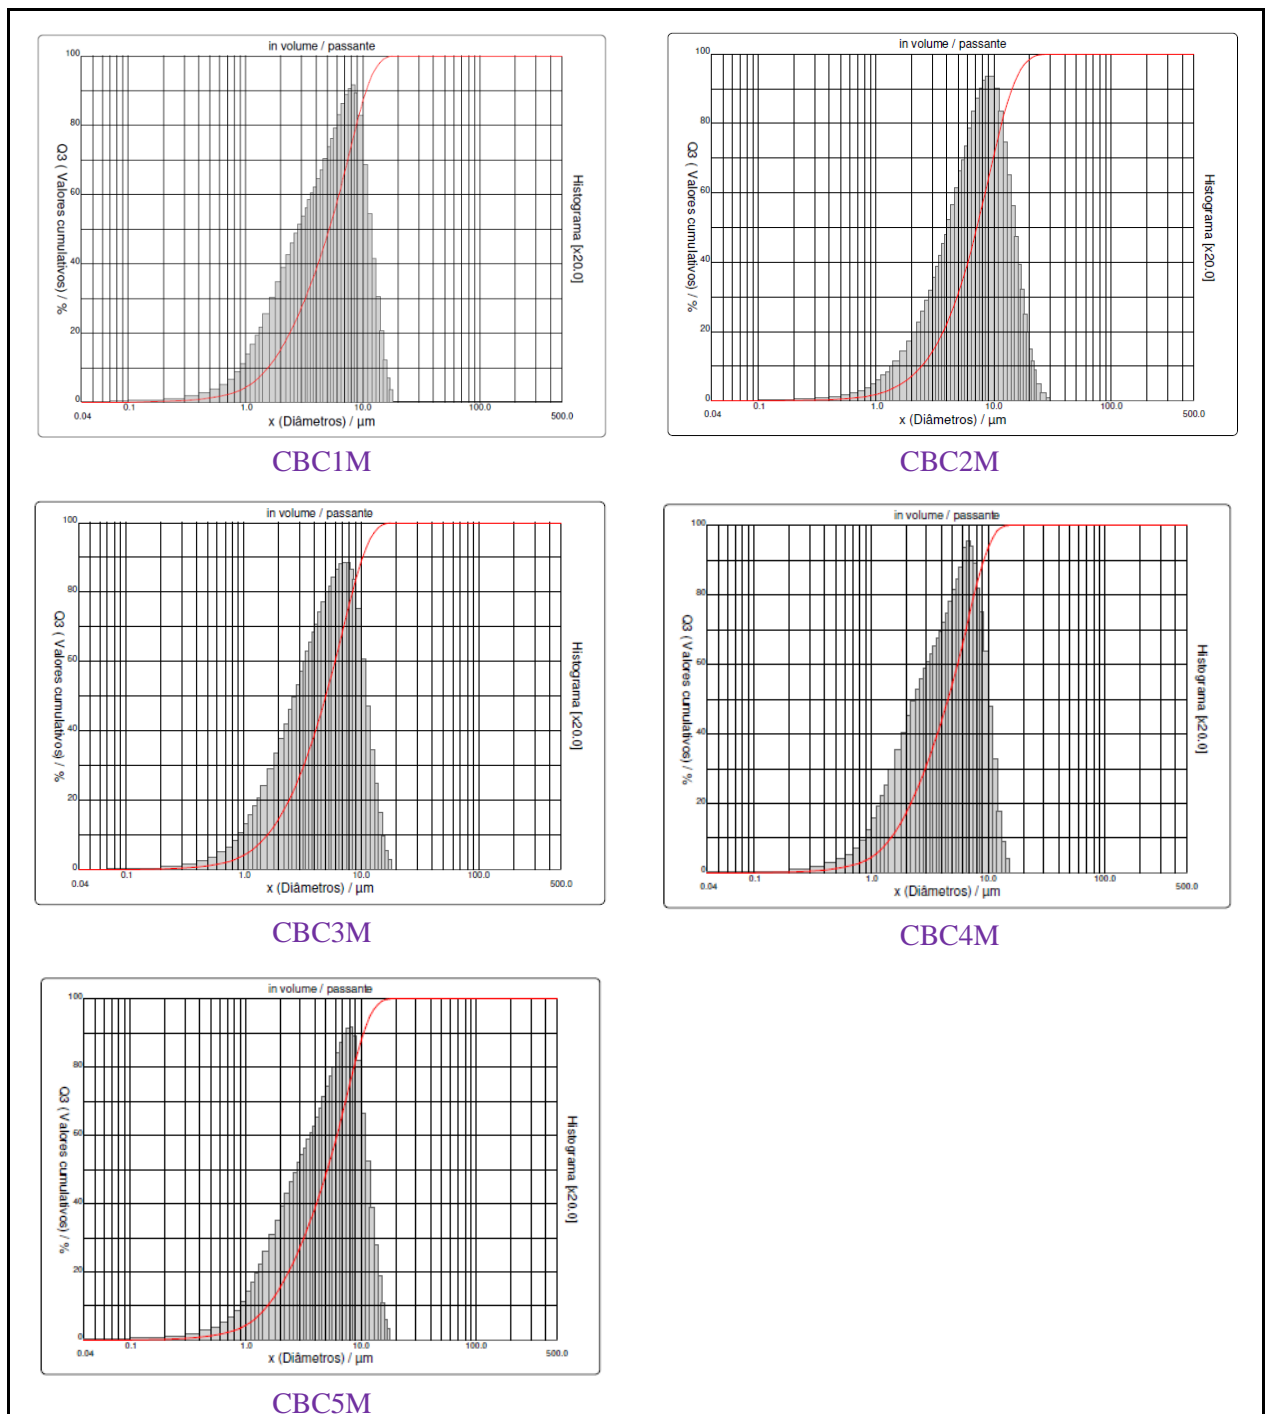 in volume / passante
100
80
60
40
20
0
Q3 ( Valores cumulativos) / %
Histograma [x20.0]
0.04
0.1
1.0
10.0
100.0
500.0
x (Diâmetros) / µm
CBC1M
in volume / passante
100
80
60
40
20
0
Q3 ( Valores cumulativos) / %
Histograma [x20.0]
0.04
0.1
1.0
10.0
100.0
500.0
x (Diâmetros) / µm
CBC2M
in volume / passante
100
80
60
40
20
0
Q3 ( Valores cumulativos) / %
Histograma [x20.0]
0.04
0.1
1.0
10.0
100.0
500.0
x (Diâmetros) / µm
CBC3M
in volume / passante
100
80
60
40
20
0
Q3 ( Valores cumulativos) / %
Histograma [x20.0]
0.04
0.1
1.0
10.0
100.0
500.0
x (Diâmetros) / µm
CBC4M
in volume / passante
100
80
60
40
20
0
Q3 ( Valores cumulativos) / %
Histograma [x20.0]
0.04
0.1
1.0
10.0
100.0
500.0
x (Diâmetros) / µm
CBC5M